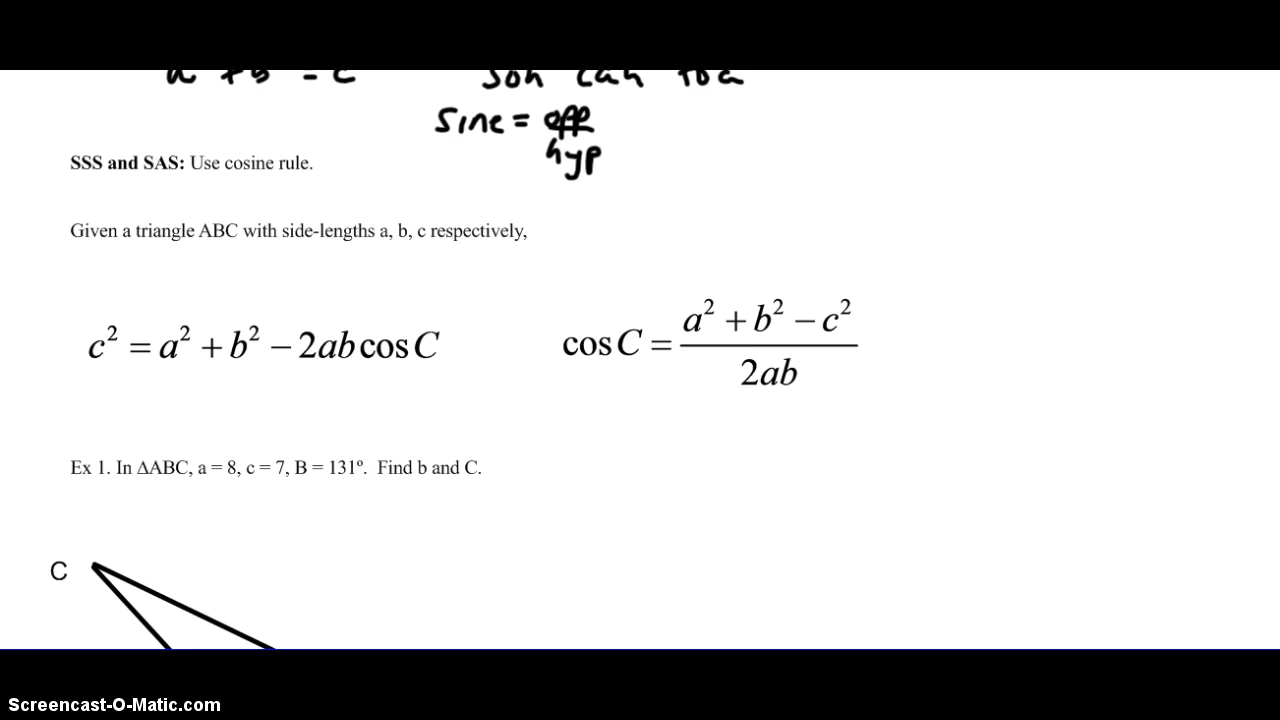 a + b = c soh cah toa
sine = opp
hyp
SSS and SAS: Use cosine rule.
Given a triangle ABC with side-lengths a, b, c respectively,
c² = a² + b² − 2ab cos C
cos C = (a² + b² − c²) / 2ab
Ex 1. In ΔABC, a = 8, c = 7, B = 131º.  Find b and C.
C
Screencast-O-Matic.com